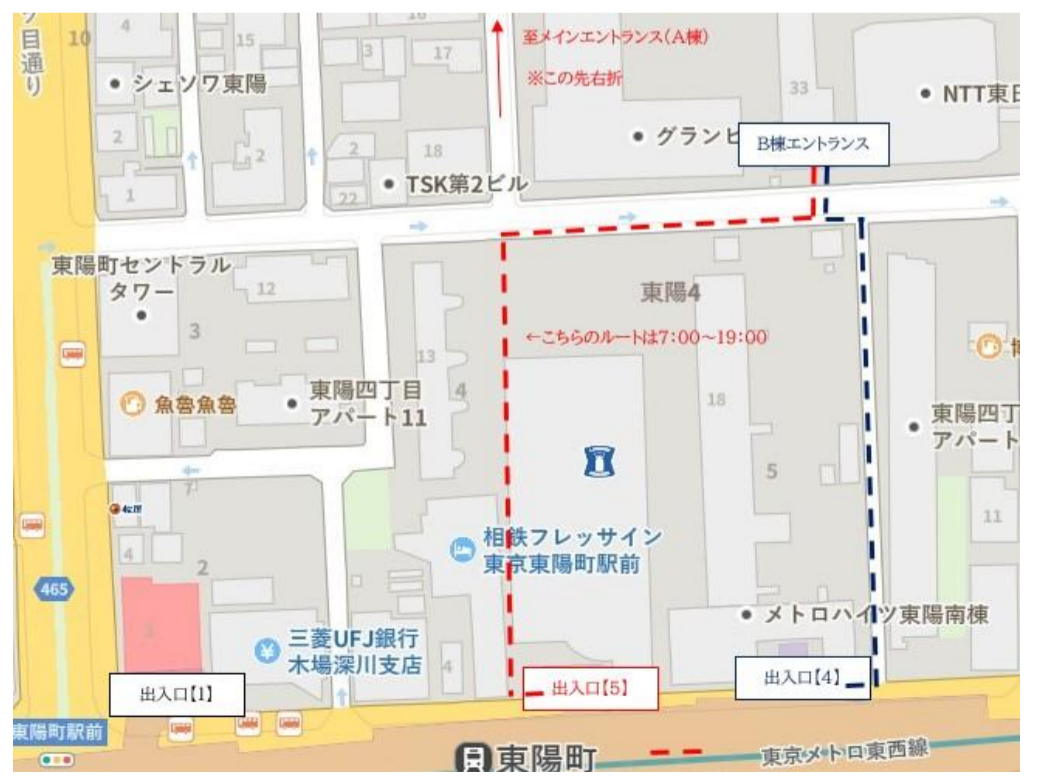 目通り
10
4
15
16
3
17
至メインエントランス(A棟)
※この先右折
シェソワ東陽
33
NTT東日
グランビ
B棟エントランス
2
2
2
18
1
22
TSK第2ビル
東陽町セントラル
タワー
12
東陽4
3
←こちらのルートは7:00～19:00
13
魚魯魚魯
東陽四丁目
アパート11
4
18
東陽四丁
アパート
5
7
松屋
11
相鉄フレッサイン
東京東陽町駅前
4
465
2
メトロハイツ東陽南棟
三菱UFJ銀行
木場深川支店
4
出入口【1】
出入口【5】
出入口【4】
東陽町駅前
東陽町
東京メトロ東西線